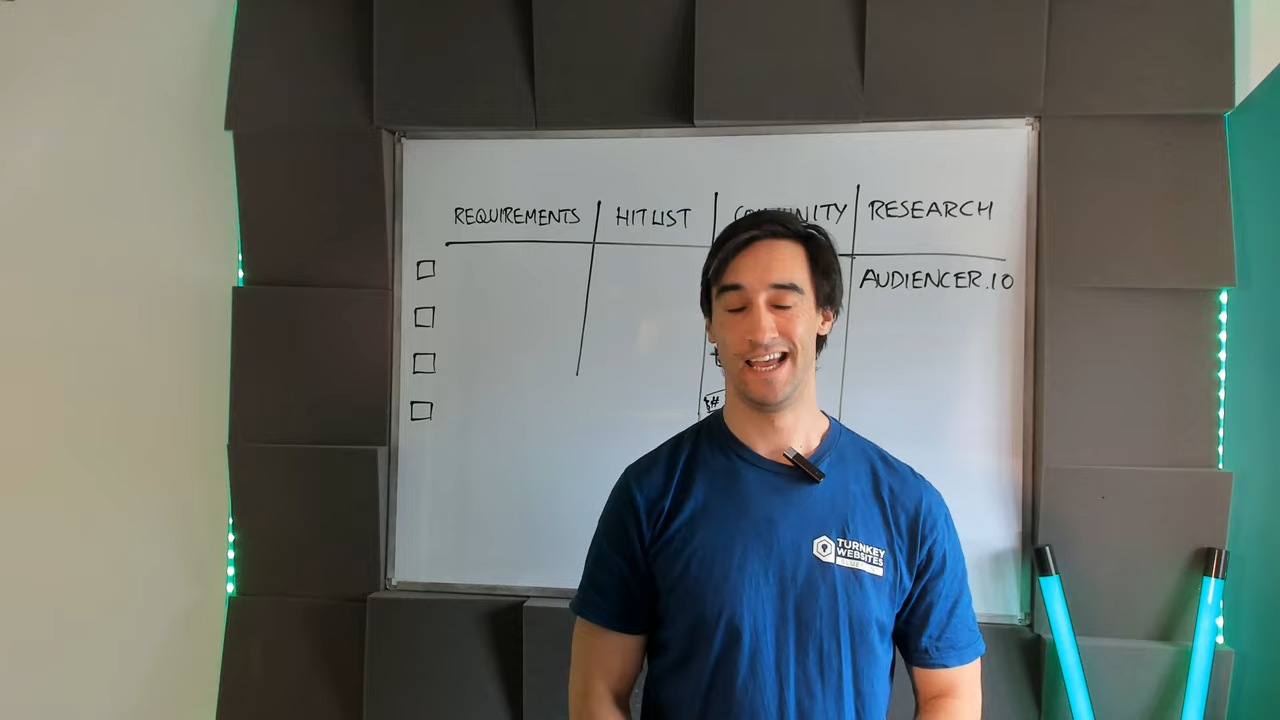 REQUIREMENTS
HITLIST
RESEARCH
AUDIENCER.IO
#
TURNKEY
WEBSITES